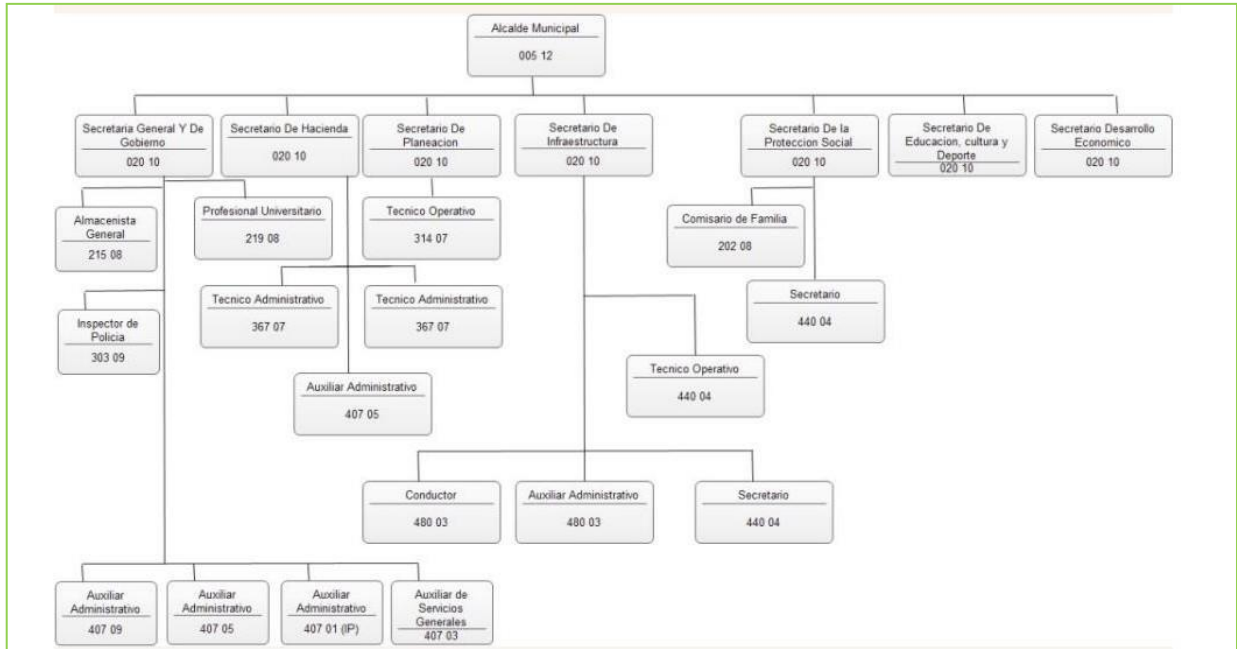 Alcalde Municipal
005 12
Secretaria General Y De
Gobierno
020 10
Secretario De Hacienda
020 10
Secretario De
Planeacion
020 10
Secretario De
Infraestructura
020 10
Secretario De la
Proteccion Social
020 10
Secretario De
Educacion, cultura y
Deporte
020 10
Secretario Desarrollo
Economico
020 10
Almacenista
General
215 08
Profesional Universitario
219 08
Tecnico Operativo
314 07
Comisario de Familia
202 08
Inspector de
Policia
303 09
Tecnico Administrativo
367 07
Tecnico Administrativo
367 07
Secretario
440 04
Auxiliar Administrativo
407 05
Tecnico Operativo
440 04
Conductor
480 03
Auxiliar Administrativo
480 03
Secretario
440 04
Auxiliar
Administrativo
407 09
Auxiliar
Administrativo
407 05
Auxiliar
Administrativo
407 01 (IP)
Auxiliar de
Servicios
Generales
407 03